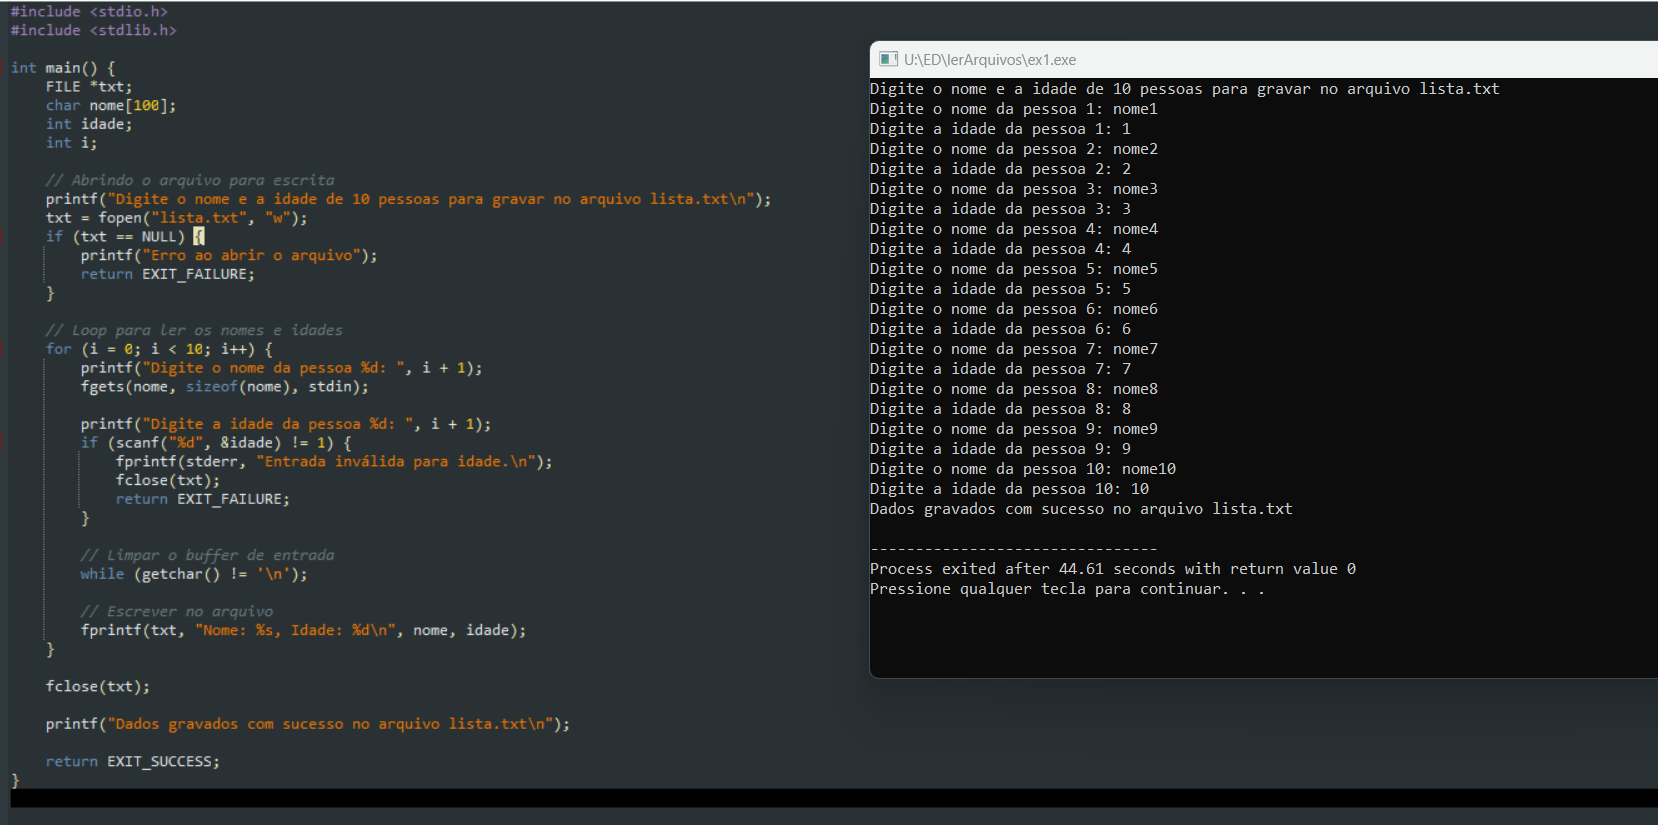 #include <stdio.h>
#include <stdlib.h>
int main() {
FILE *txt;
char nome[100];
int idade;
int i;
// Abrindo o arquivo para escrita
printf("Digite o nome e a idade de 10 pessoas para gravar no arquivo lista.txt\n");
txt = fopen("lista.txt", "w");
if (txt == NULL) {
printf("Erro ao abrir o arquivo");
return EXIT_FAILURE;
}
// Loop para ler os nomes e idades
for (i = 0; i < 10; i++) {
printf("Digite o nome da pessoa %d: ", i + 1);
fgets(nome, sizeof(nome), stdin);
printf("Digite a idade da pessoa %d: ", i + 1);
if (scanf("%d", &idade) != 1) {
fprintf(stderr, "Entrada inválida para idade.\n");
fclose(txt);
return EXIT_FAILURE;
}
// Limpar o buffer de entrada
while (getchar() != '\n');
// Escrever no arquivo
fprintf(txt, "Nome: %s, Idade: %d\n", nome, idade);
}
fclose(txt);
printf("Dados gravados com sucesso no arquivo lista.txt\n");
return EXIT_SUCCESS;
}
U:\ED\lerArquivos\ex1.exe
Digite o nome e a idade de 10 pessoas para gravar no arquivo lista.txt
Digite o nome da pessoa 1: nome1
Digite a idade da pessoa 1: 1
Digite o nome da pessoa 2: nome2
Digite a idade da pessoa 2: 2
Digite o nome da pessoa 3: nome3
Digite a idade da pessoa 3: 3
Digite o nome da pessoa 4: nome4
Digite a idade da pessoa 4: 4
Digite o nome da pessoa 5: nome5
Digite a idade da pessoa 5: 5
Digite o nome da pessoa 6: nome6
Digite a idade da pessoa 6: 6
Digite o nome da pessoa 7: nome7
Digite a idade da pessoa 7: 7
Digite o nome da pessoa 8: nome8
Digite a idade da pessoa 8: 8
Digite o nome da pessoa 9: nome9
Digite a idade da pessoa 9: 9
Digite o nome da pessoa 10: nome10
Digite a idade da pessoa 10: 10
Dados gravados com sucesso no arquivo lista.txt
--------------------------------
Process exited after 44.61 seconds with return value 0
Pressione qualquer tecla para continuar. . .